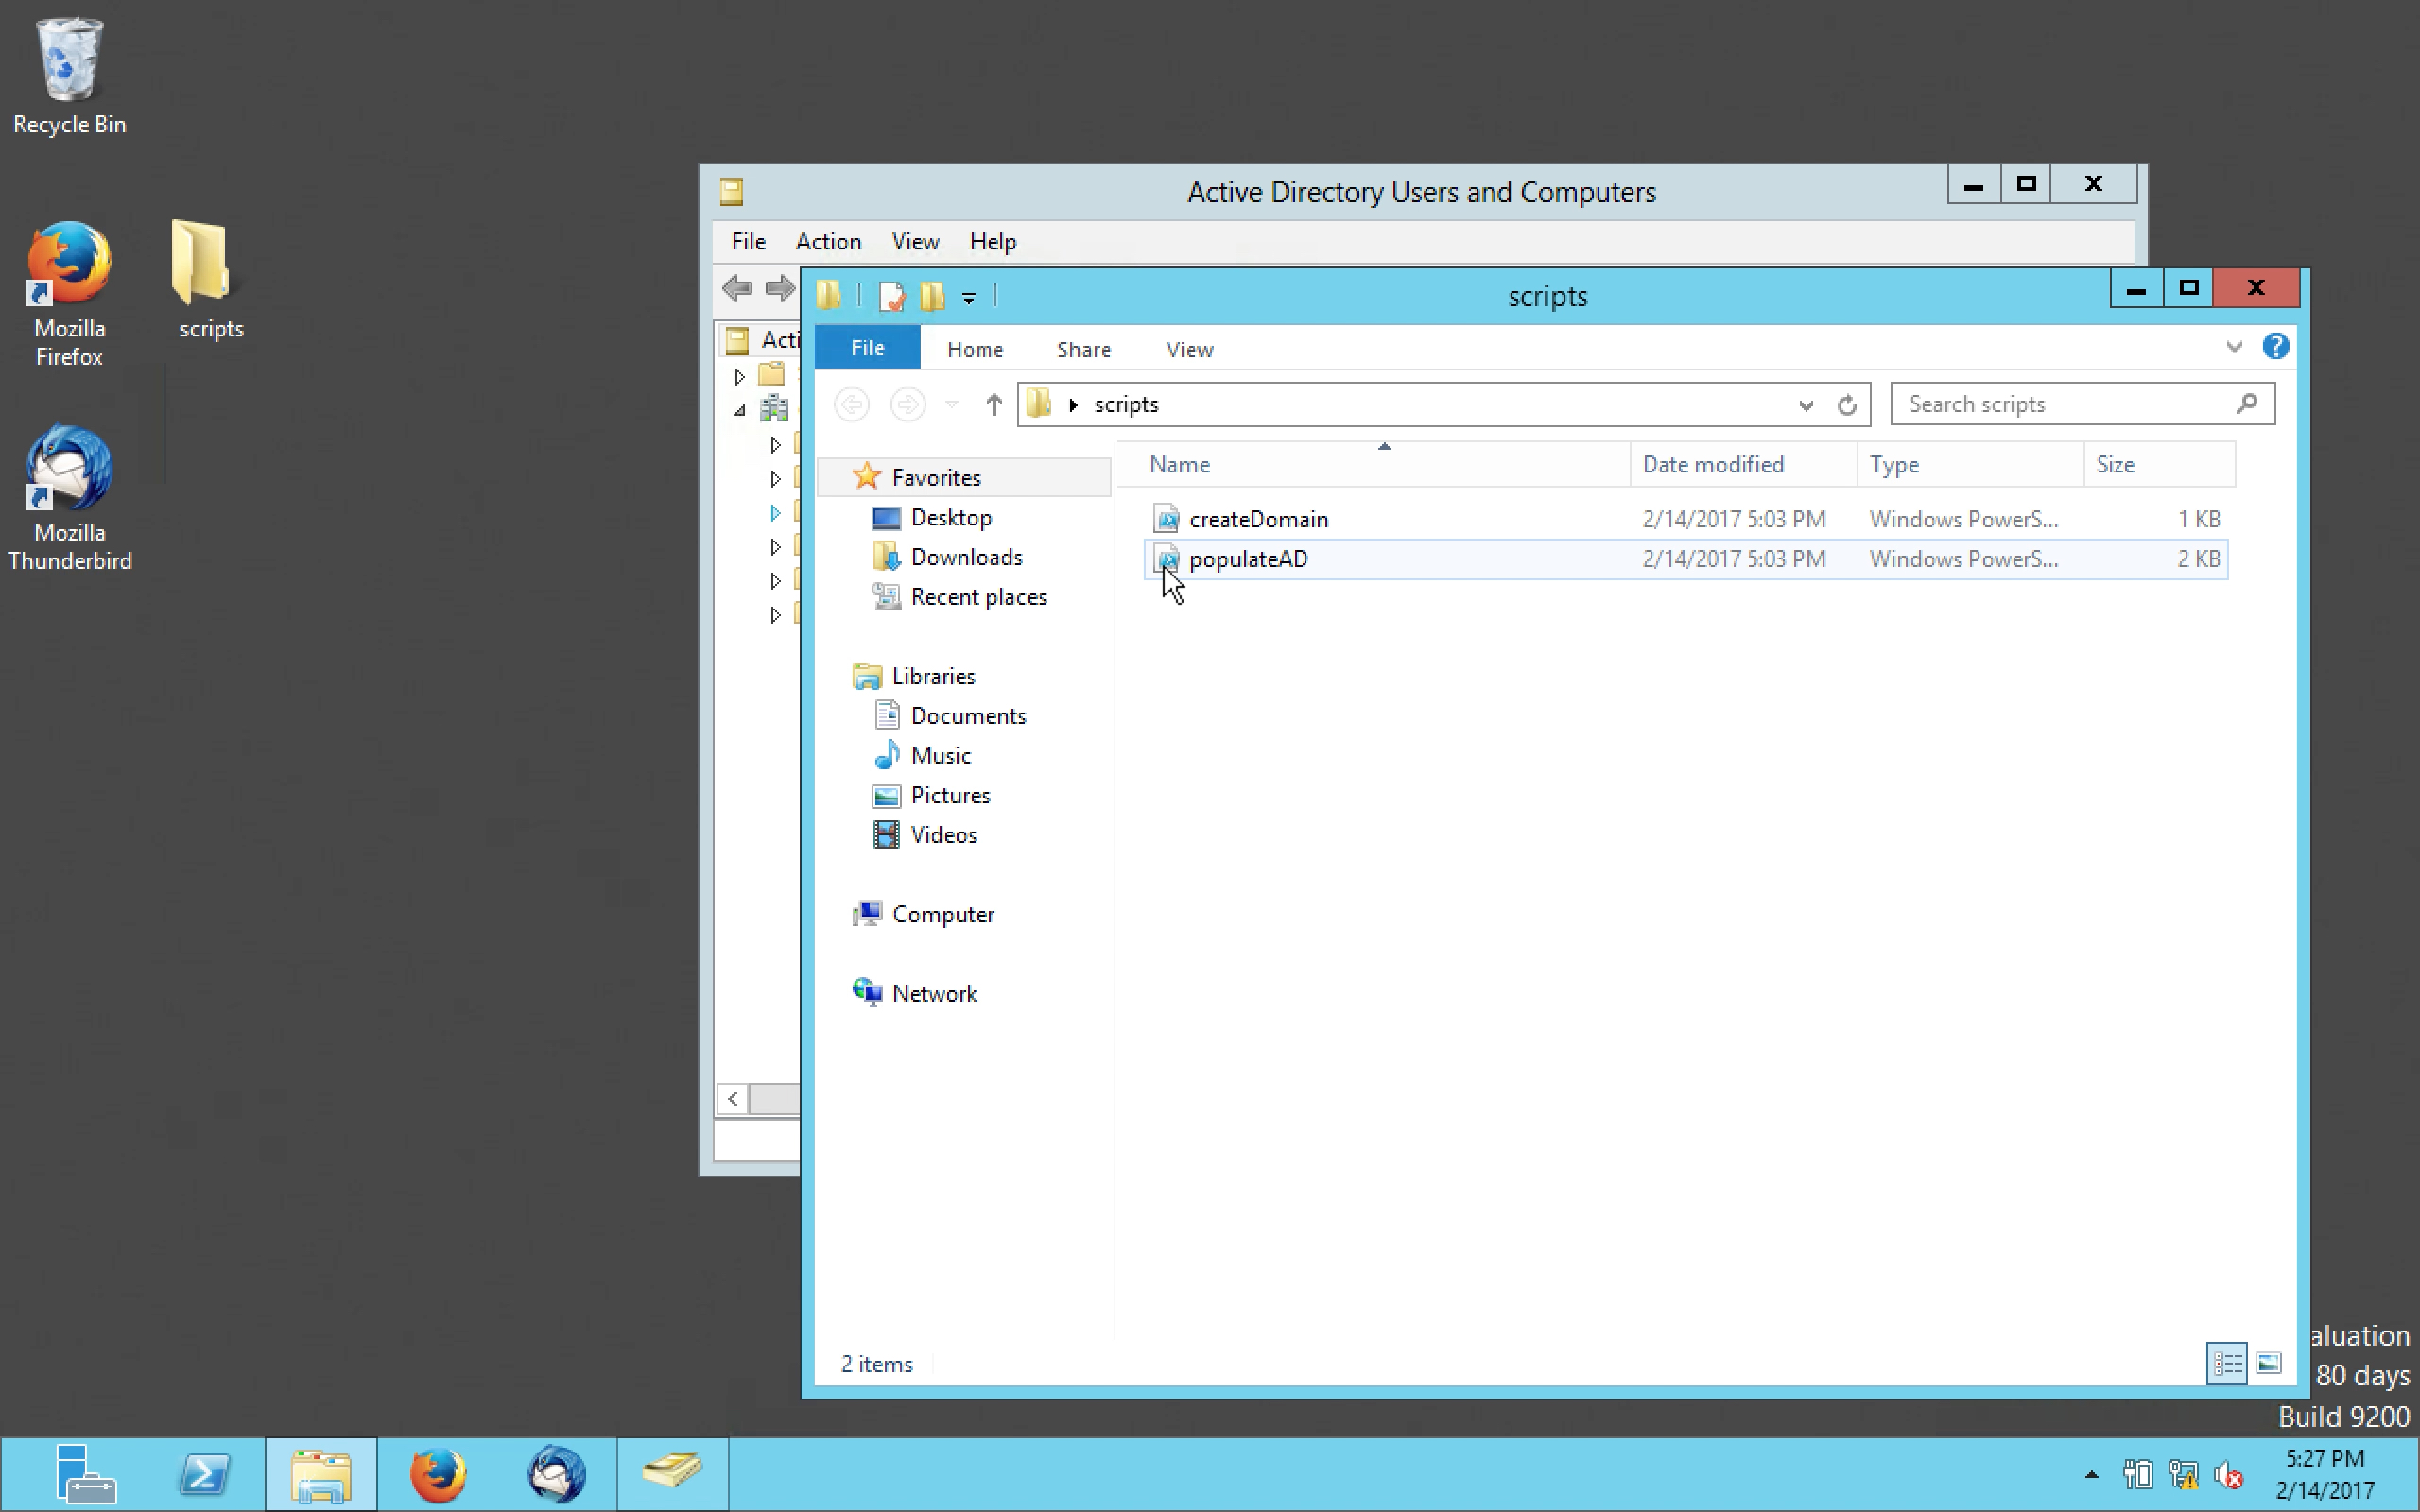 Recycle Bin
Mozilla
Firefox
scripts
Mozilla
Thunderbird
Active Directory Users and Computers
File Action View Help
Acti
scripts
File Home Share View
scripts
Search scripts
Favorites
Desktop
Downloads
Recent places
Libraries
Documents
Music
Pictures
Videos
Computer
Network
Name Date modified Type Size
createDomain 2/14/2017 5:03 PM Windows PowerS... 1 KB
populateAD 2/14/2017 5:03 PM Windows PowerS... 2 KB
2 items
aluation
80 days
Build 9200
5:27 PM
2/14/2017